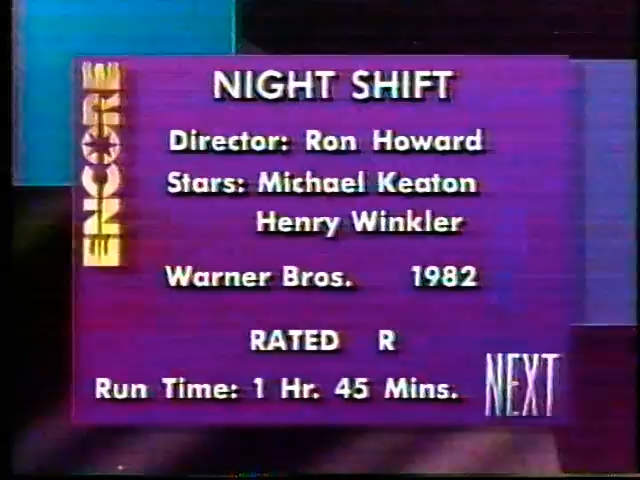 ENCORE
NIGHT SHIFT
Director: Ron Howard
Stars: Michael Keaton
Henry Winkler
Warner Bros. 1982
RATED R
Run Time: 1 Hr. 45 Mins.
NEXT